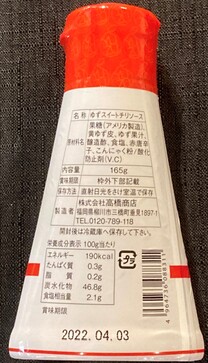 名称 ゆずスイートチリソース
原材料名 果糖(アメリカ製造)、
黄ゆず皮、ゆず果汁、
醸造酢、食塩、赤唐辛
子、こんにゃく粉/酸化
防止剤(V.C)
内容量 165g
賞味期限 枠外下部記載
保存方法 直射日光をさけ室温で保存
製造者 株式会社高橋商店
福岡県柳川市三橋町垂見1897-1
TEL0120-789-118
開封後は冷蔵庫へ保存して下さい。
栄養成分表示 100g当たり
エネルギー 190kcal
たんぱく質 0.3g
脂質 0.2g
炭水化物 46.8g
食塩相当量 2.1g
賞味期限
プラ
2022.04.03